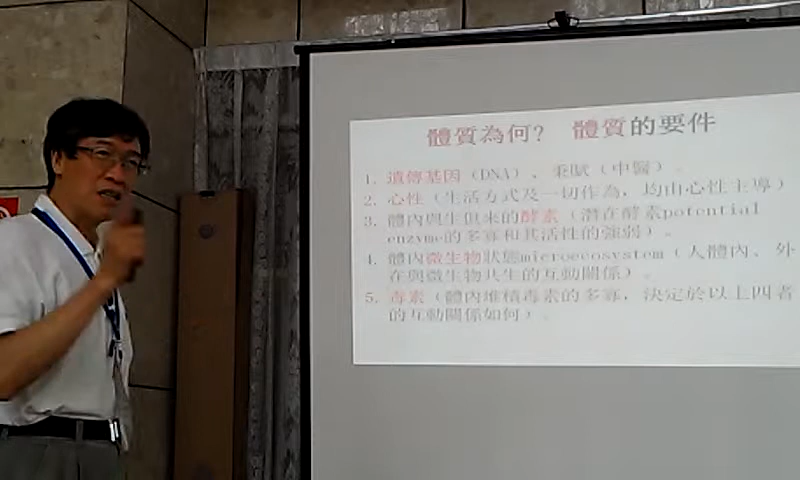 體質為何? 體質的要件
1. 遺傳基因(DNA)、秉賦(中醫)。
2. 心性(生活方式及一切作為,均由心性主導)
3. 體內與生俱來的酵素(潛在酵素potential
enzyme的多寡和其活性的強弱)。
4. 體內微生物狀態microecosystem(人體內、外
在與微生物共生的互動關係)。
5. 毒素(體內堆積毒素的多寡,決定於以上四者
的互動關係如何)。